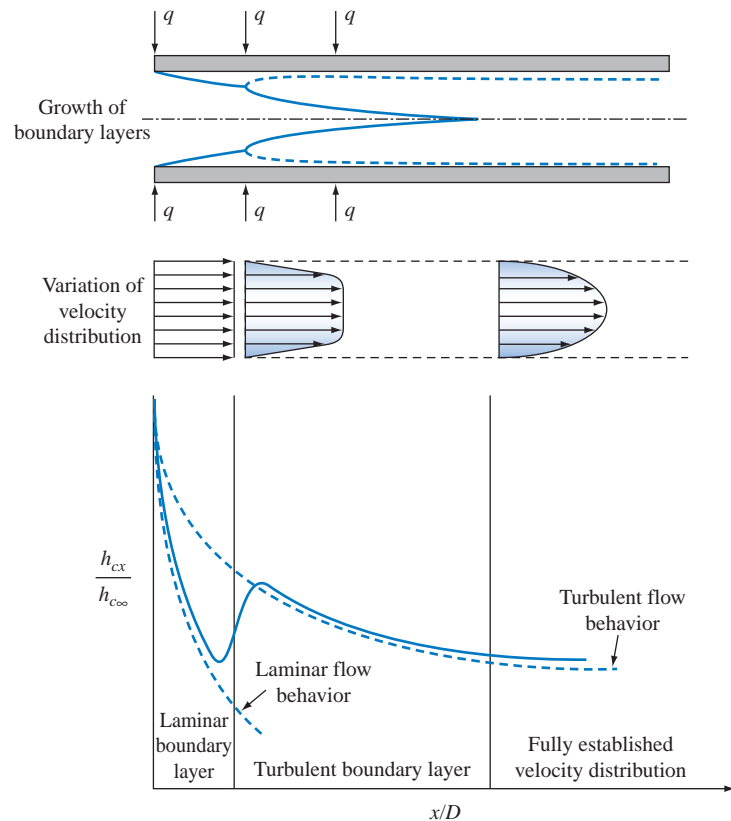 q q q
Growth of
boundary layers
q q q
Variation of
velocity
distribution
h_cx
h_c∞
Turbulent flow
behavior
Laminar flow
behavior
Laminar
boundary
layer
Turbulent boundary layer
Fully established
velocity distribution
x/D